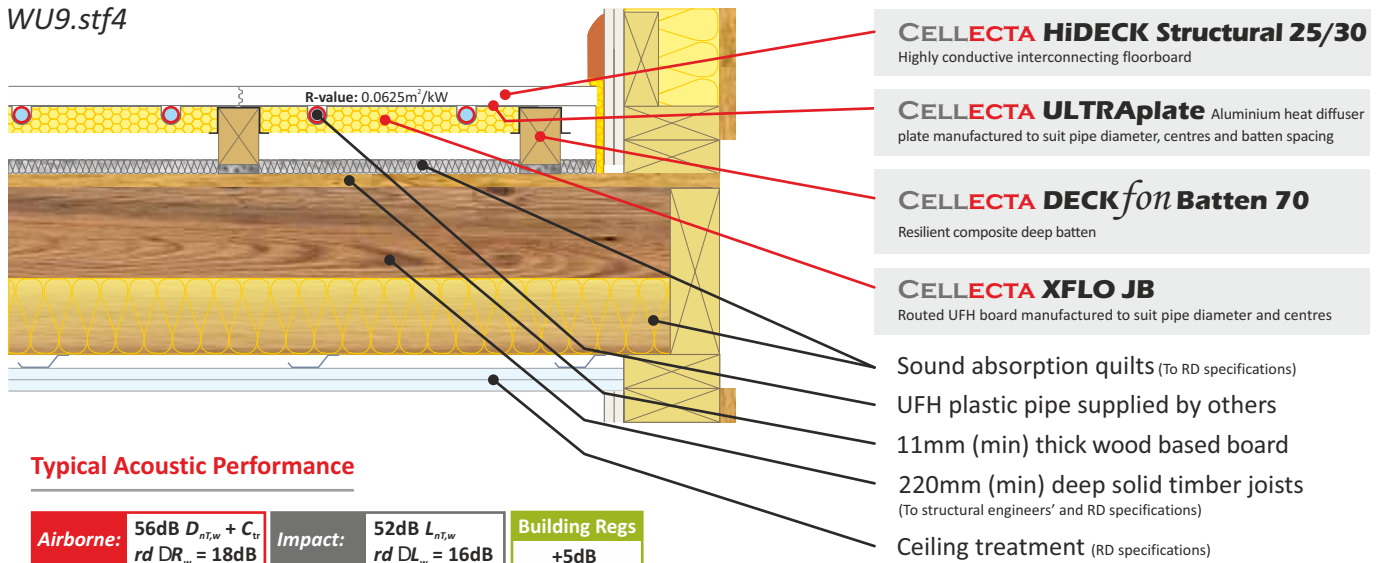 WU9.stf4
R-value: 0.0625m²/kW
CELLECTA HiDECK Structural 25/30
Highly conductive interconnecting floorboard
CELLECTA ULTRAplate Aluminium heat diffuser
plate manufactured to suit pipe diameter, centres and batten spacing
CELLECTA DECKfon Batten 70
Resilient composite deep batten
CELLECTA XFLO JB
Routed UFH board manufactured to suit pipe diameter and centres
Sound absorption quilts (To RD specifications)
UFH plastic pipe supplied by others
11mm (min) thick wood based board
220mm (min) deep solid timber joists
(To structural engineers' and RD specifications)
Ceiling treatment (RD specifications)
Typical Acoustic Performance
Airborne: 56dB DnT,w + Ctr
rd DRw = 18dB
Impact: 52dB LnT,w
rd DLw = 16dB
Building Regs
+5dB